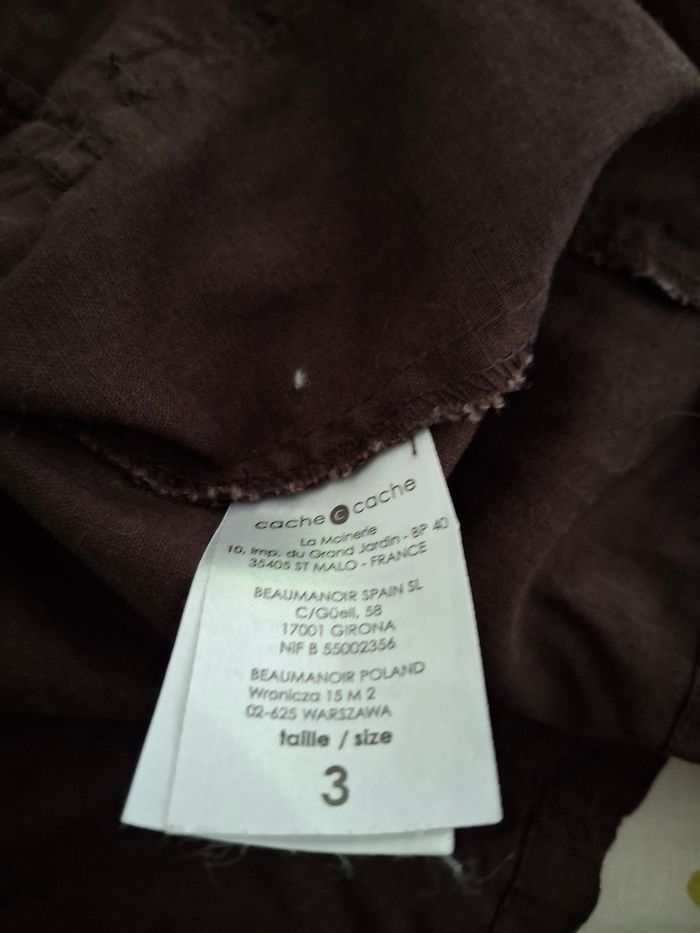 cache c cache
La Moinerie
10, Imp. du Grand Jardin - BP 40
35405 ST MALO - FRANCE
BEAUMANOIR SPAIN SL
C/Güell, 58
17001 GIRONA
NIF B 55002356
BEAUMANOIR POLAND
Wronicza 15 M 2
02-625 WARSZAWA
taille / size
3